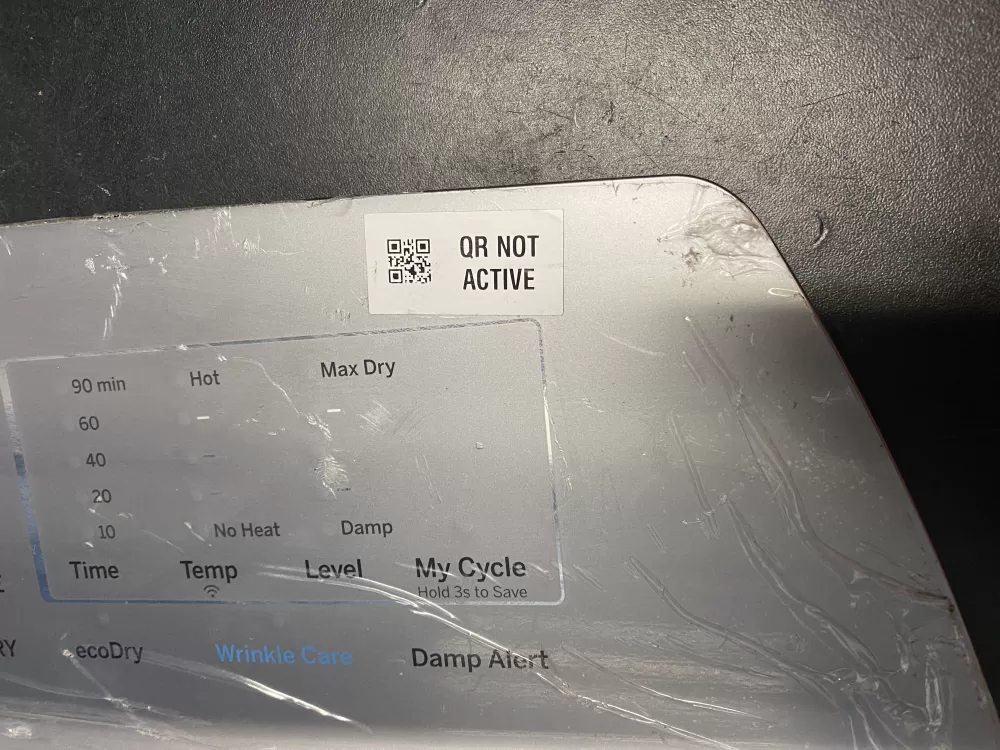 QR NOT
ACTIVE
90 min Hot Max Dry
60
40
20
10 No Heat Damp
Time Temp Level My Cycle
Hold 3s to Save
RY ecoDry Wrinkle Care Damp Alert